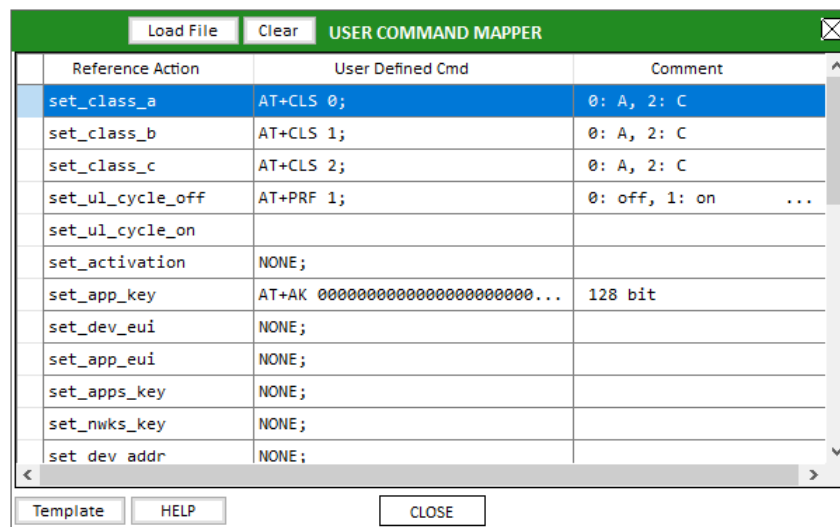 Load File Clear USER COMMAND MAPPER
Reference Action User Defined Cmd Comment
set_class_a AT+CLS 0; 0: A, 2: C
set_class_b AT+CLS 1; 0: A, 2: C
set_class_c AT+CLS 2; 0: A, 2: C
set_ul_cycle_off AT+PRF 1; 0: off, 1: on ...
set_ul_cycle_on
set_activation NONE;
set_app_key AT+AK 0000000000000000000000... 128 bit
set_dev_eui NONE;
set_app_eui NONE;
set_apps_key NONE;
set_nwks_key NONE;
set dev addr NONE;
Template HELP CLOSE